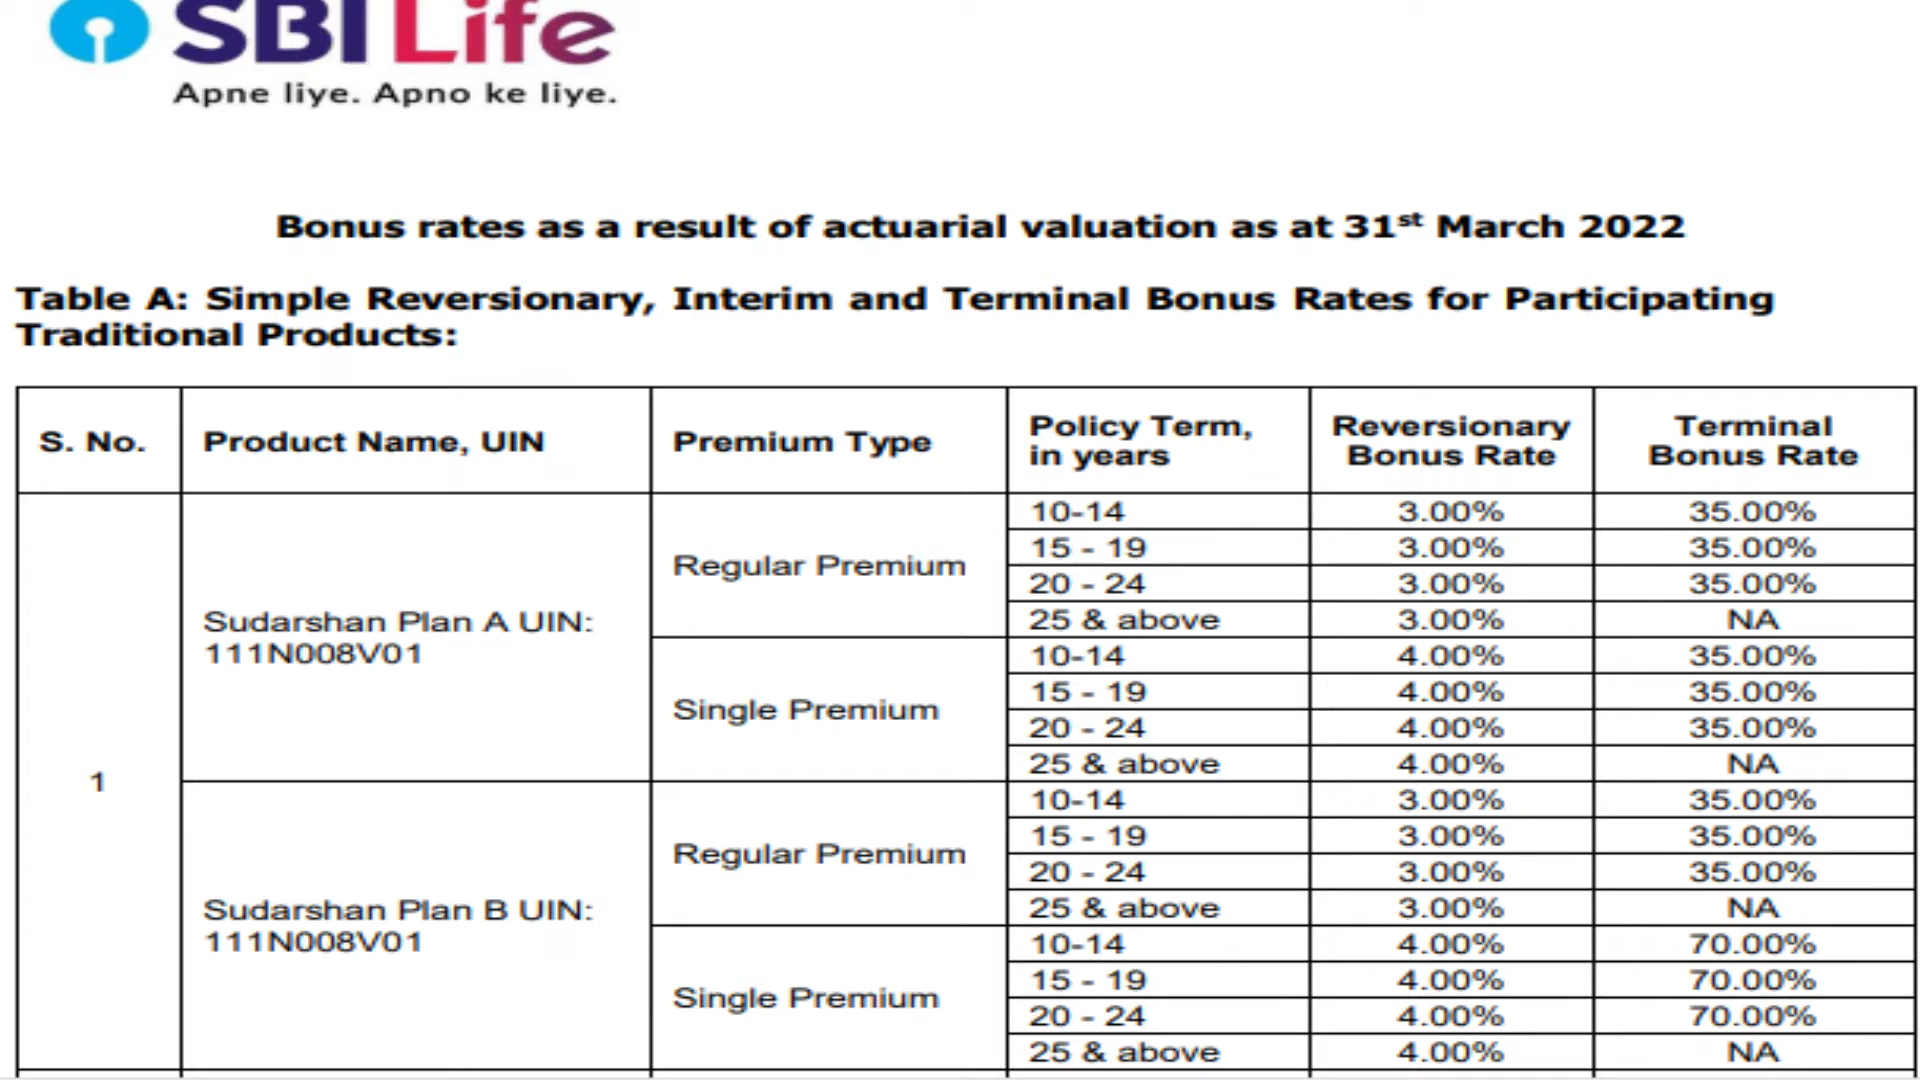 SBI Life
Apne liye. Apno ke liye.
Bonus rates as a result of actuarial valuation as at 31st March 2022
Table A: Simple Reversionary, Interim and Terminal Bonus Rates for Participating
Traditional Products:
S. No. Product Name, UIN Premium Type Policy Term, in years Reversionary Bonus Rate Terminal Bonus Rate
1
Sudarshan Plan A UIN:
111N008V01
Regular Premium
10-14 3.00% 35.00%
15 - 19 3.00% 35.00%
20 - 24 3.00% 35.00%
25 & above 3.00% NA
Single Premium
10-14 4.00% 35.00%
15 - 19 4.00% 35.00%
20 - 24 4.00% 35.00%
25 & above 4.00% NA
Sudarshan Plan B UIN:
111N008V01
Regular Premium
10-14 3.00% 35.00%
15 - 19 3.00% 35.00%
20 - 24 3.00% 35.00%
25 & above 3.00% NA
Single Premium
10-14 4.00% 70.00%
15 - 19 4.00% 70.00%
20 - 24 4.00% 70.00%
25 & above 4.00% NA